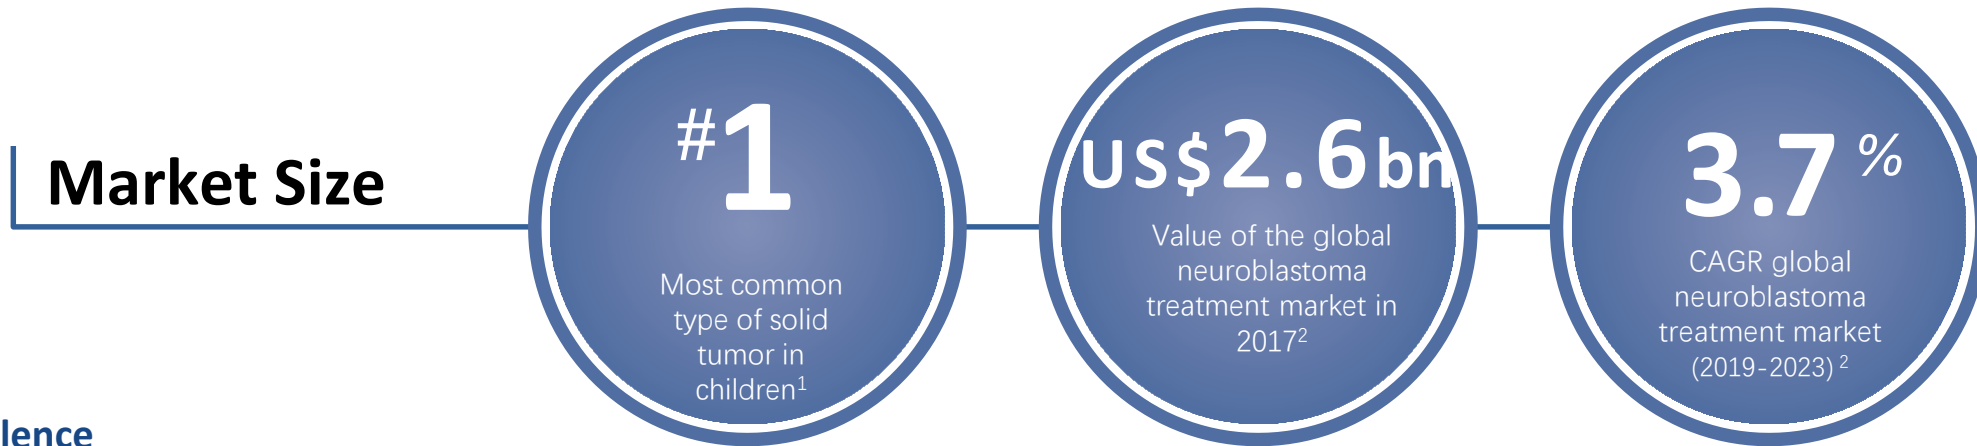 Market Size
#1
Most common
type of solid
tumor in
children1
US$2.6bn
Value of the global
neuroblastoma
treatment market in
20172
3.7 %
CAGR global
neuroblastoma
treatment market
(2019-2023) 2
lence